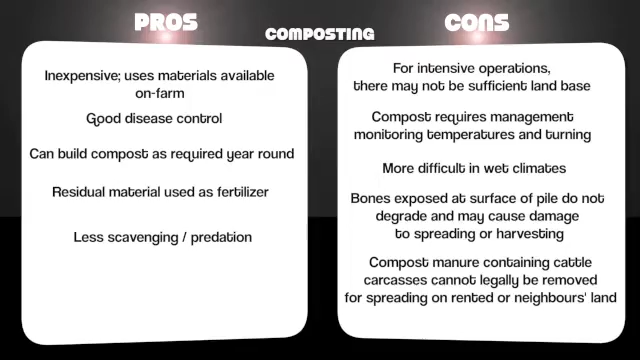 PROS
COMPOSTING
CONS
Inexpensive; uses materials available
on-farm
Good disease control
Can build compost as required year round
Residual material used as fertilizer
Less scavenging / predation
For intensive operations,
there may not be sufficient land base
Compost requires management
monitoring temperatures and turning
More difficult in wet climates
Bones exposed at surface of pile do not
degrade and may cause damage
to spreading or harvesting
Compost manure containing cattle
carcasses cannot legally be removed
for spreading on rented or neighbours' land